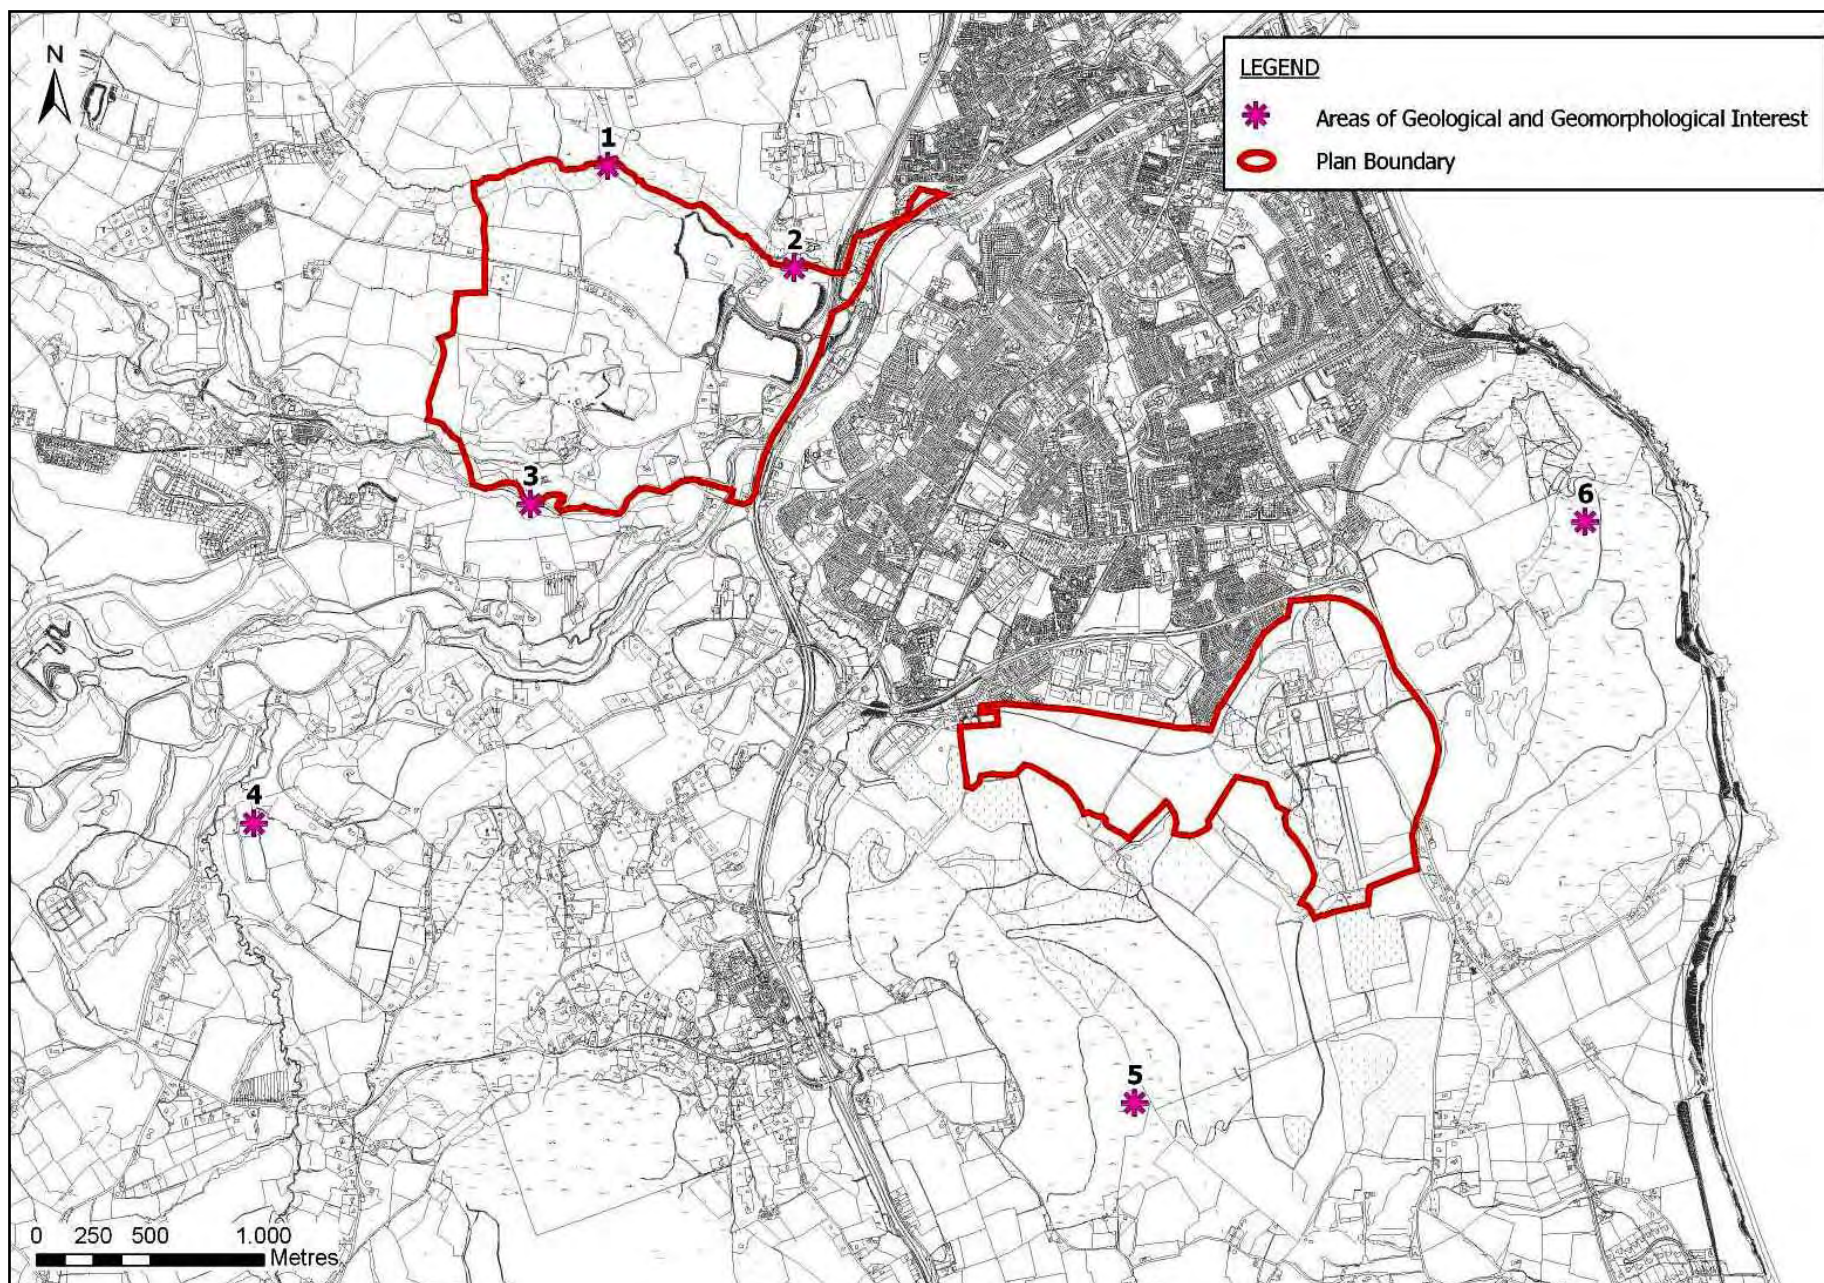 N
LEGEND
Areas of Geological and Geomorphological Interest
Plan Boundary
1
2
3
6
4
5
0 250 500 1.000
Metres